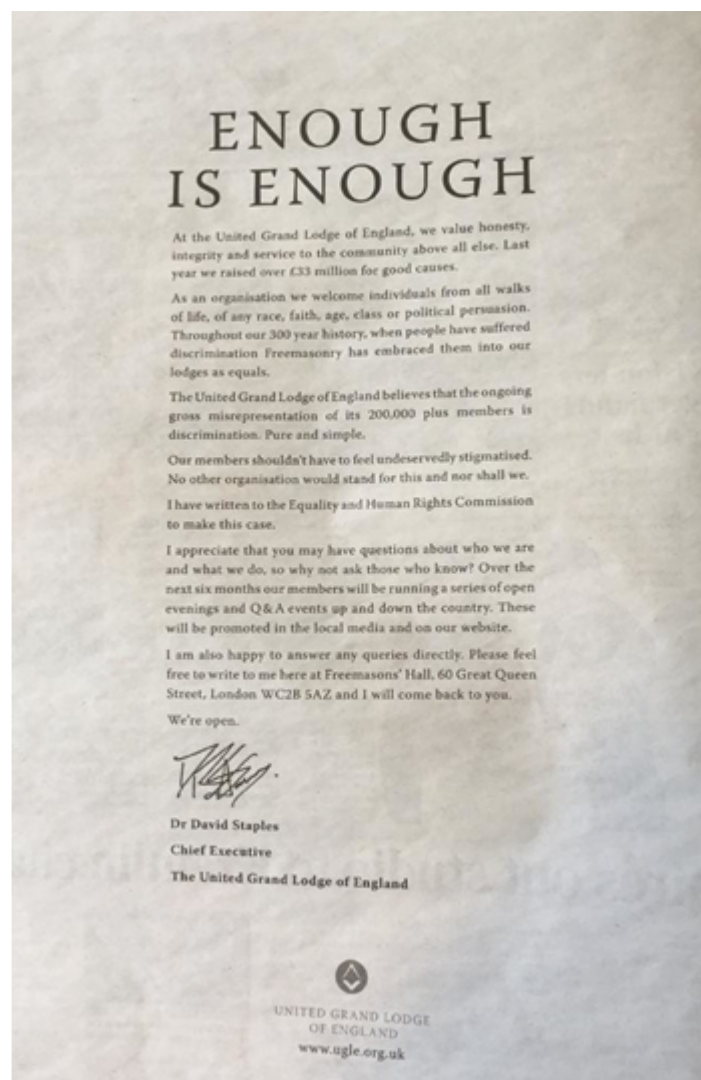 ENOUGH
IS ENOUGH
At the United Grand Lodge of England, we value honesty,
integrity and service to the community above all else. Last
year we raised over £33 million for good causes.
As an organisation we welcome individuals from all walks
of life, of any race, faith, age, class or political persuasion.
Throughout our 300 year history, when people have suffered
discrimination Freemasonry has embraced them into our
lodges as equals.
The United Grand Lodge of England believes that the ongoing
gross misrepresentation of its 200,000 plus members is
discrimination. Pure and simple.
Our members shouldn't have to feel undeservedly stigmatised.
No other organisation would stand for this and nor shall we.
I have written to the Equality and Human Rights Commission
to make this case.
I appreciate that you may have questions about who we are
and what we do, so why not ask those who know? Over the
next six months our members will be running a series of open
evenings and Q&A events up and down the country. These
will be promoted in the local media and on our website.
I am also happy to answer any queries directly. Please feel
free to write to me here at Freemasons' Hall, 60 Great Queen
Street, London WC2B 5AZ and I will come back to you.
We're open.
Dr David Staples
Chief Executive
The United Grand Lodge of England
UNITED GRAND LODGE
OF ENGLAND
www.ugle.org.uk